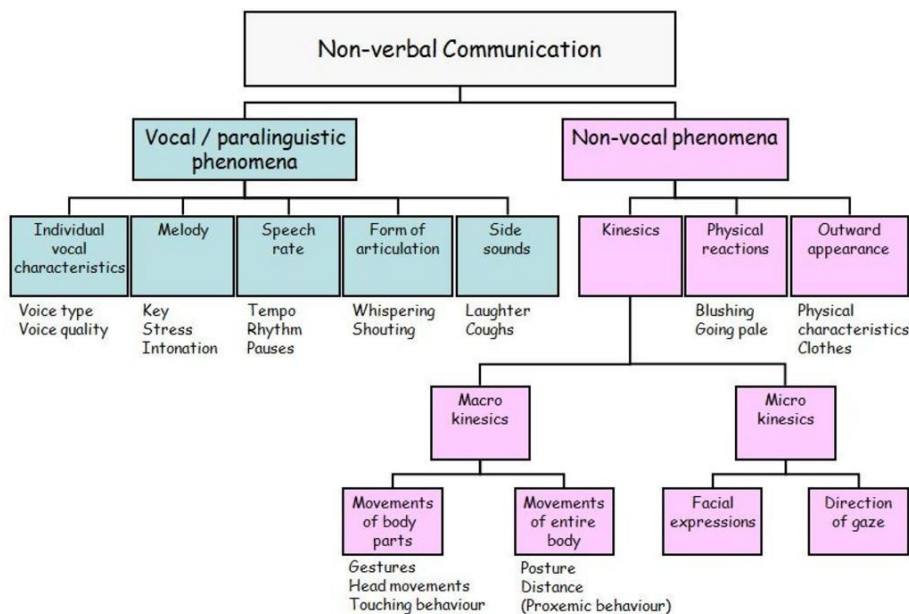 Non-verbal Communication
Vocal / paralinguistic
phenomena
Non-vocal phenomena
Individual
vocal
characteristics
Melody
Speech
rate
Form of
articulation
Side
sounds
Kinesics
Physical
reactions
Outward
appearance
Voice type
Voice quality
Key
Stress
Intonation
Tempo
Rhythm
Pauses
Whispering
Shouting
Laughter
Coughs
Blushing
Going pale
Physical
characteristics
Clothes
Macro
kinesics
Micro
kinesics
Movements
of body
parts
Movements
of entire
body
Facial
expressions
Direction
of gaze
Gestures
Head movements
Touching behaviour
Posture
Distance
(Proxemic behaviour)